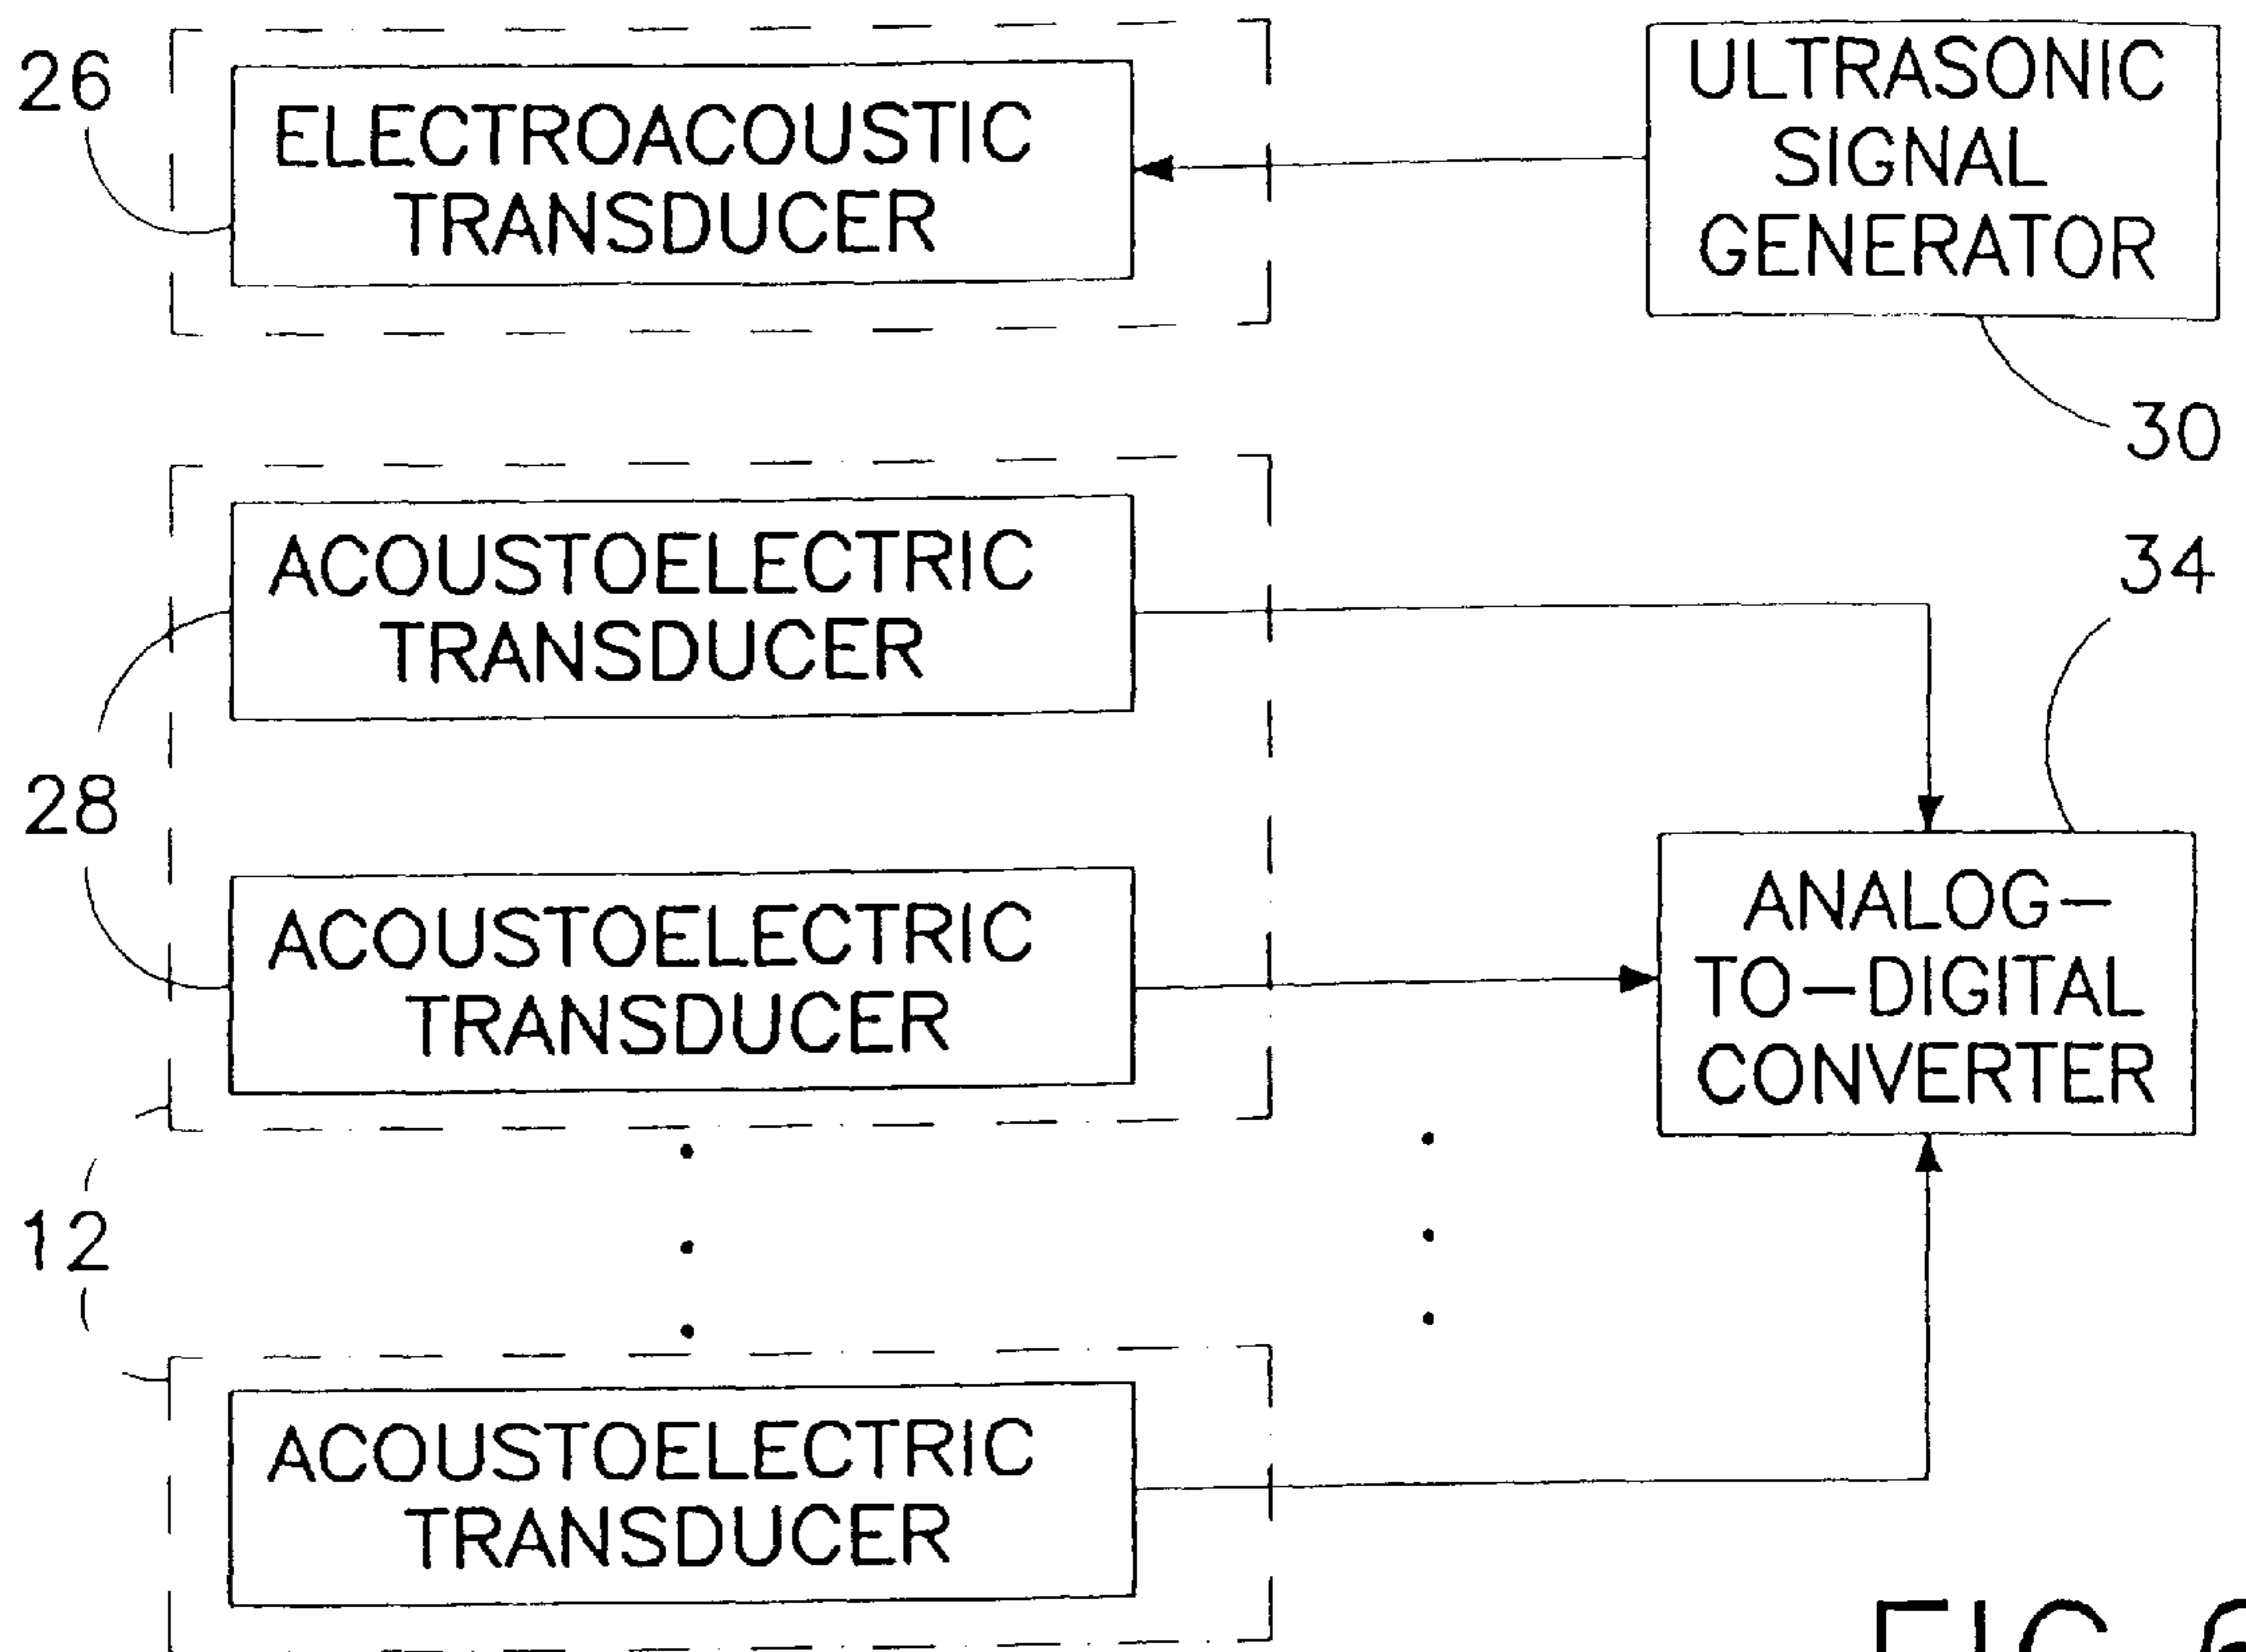 26
ELECTROACOUSTIC
TRANSDUCER
ULTRASONIC
SIGNAL
GENERATOR
30
ACOUSTOELECTRIC
TRANSDUCER
34
28
ACOUSTOELECTRIC
TRANSDUCER
ANALOG-
TO-DIGITAL
CONVERTER
12
ACOUSTOELECTRIC
TRANSDUCER